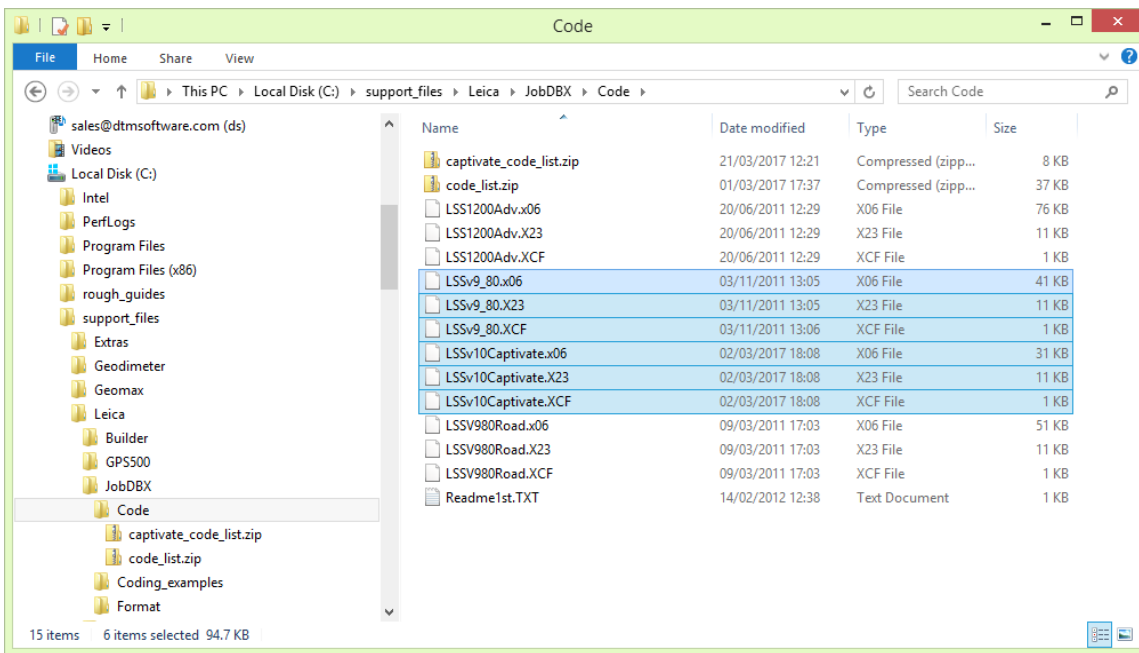 Code
File Home Share View
This PC Local Disk (C:) support_files Leica JobDBX Code Search Code
sales@dtmsoftware.com (ds)
Videos
Local Disk (C:)
Intel
PerfLogs
Program Files
Program Files (x86)
rough_guides
support_files
Extras
Geodimeter
Geomax
Leica
Builder
GPS500
JobDBX
Code
captivate_code_list.zip
code_list.zip
Coding_examples
Format
Name Date modified Type Size
captivate_code_list.zip 21/03/2017 12:21 Compressed (zipp... 8 KB
code_list.zip 01/03/2017 17:37 Compressed (zipp... 37 KB
LSS1200Adv.x06 20/06/2011 12:29 X06 File 76 KB
LSS1200Adv.X23 20/06/2011 12:29 X23 File 11 KB
LSS1200Adv.XCF 20/06/2011 12:29 XCF File 1 KB
LSSv9_80.x06 03/11/2011 13:05 X06 File 41 KB
LSSv9_80.X23 03/11/2011 13:05 X23 File 11 KB
LSSv9_80.XCF 03/11/2011 13:06 XCF File 1 KB
LSSv10Captivate.x06 02/03/2017 18:08 X06 File 31 KB
LSSv10Captivate.X23 02/03/2017 18:08 X23 File 11 KB
LSSv10Captivate.XCF 02/03/2017 18:08 XCF File 1 KB
LSSV980Road.x06 09/03/2011 17:03 X06 File 51 KB
LSSV980Road.X23 09/03/2011 17:03 X23 File 11 KB
LSSV980Road.XCF 09/03/2011 17:03 XCF File 1 KB
Readme1st.TXT 14/02/2012 12:38 Text Document 1 KB
15 items 6 items selected 94.7 KB